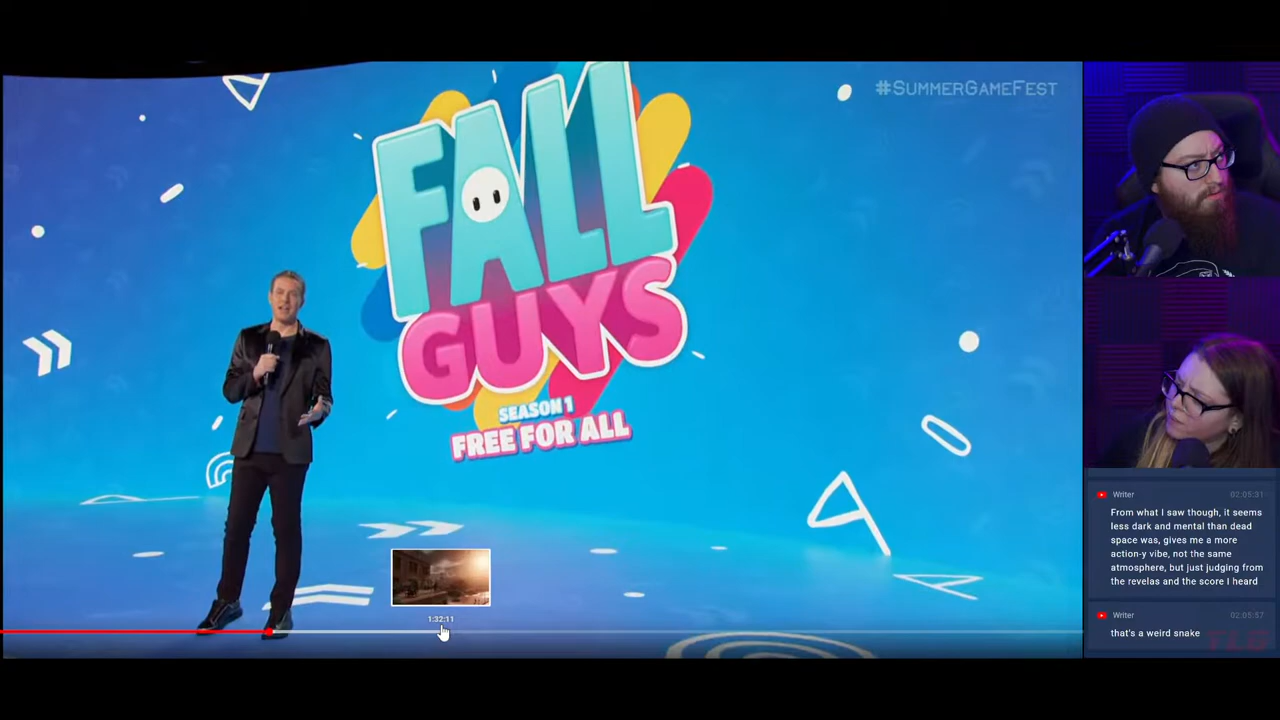 #SUMMERGAMEFEST
FALL
GUYS
SEASON 1
FREE FOR ALL
1:32:11
Writer 02:05:31
From what I saw though, it seems
less dark and mental than dead
space was, gives me a more
action-y vibe, not the same
atmosphere, but just judging from
the revelas and the score I heard
Writer 02:05:57
that's a weird snake
TLG